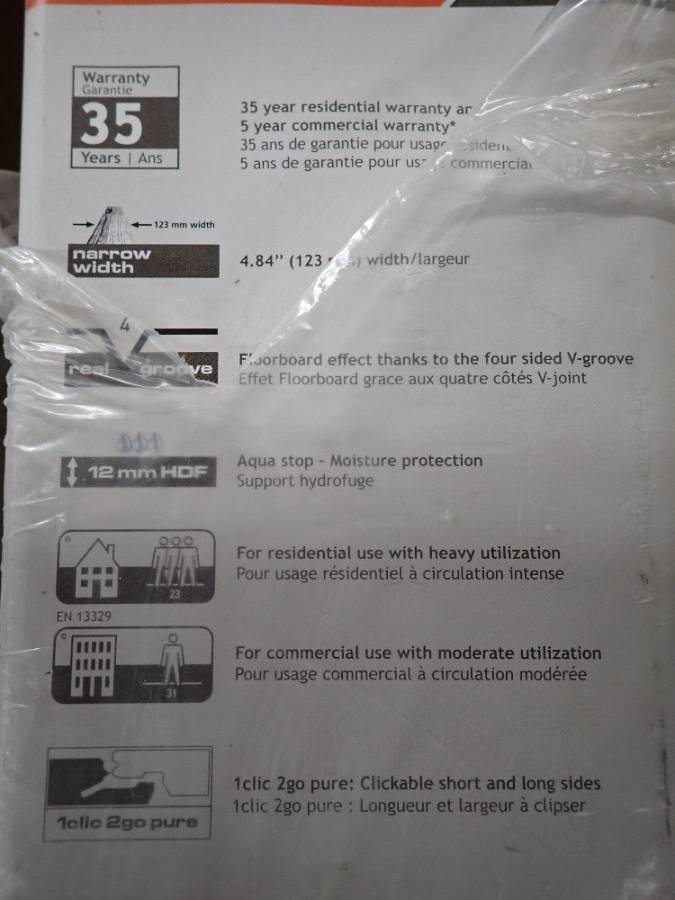 Warranty
Garantie
35
Years | Ans
35 year residential warranty
5 year commercial warranty*
35 ans de garantie pour usage
5 ans de garantie pour commercial
123 mm width
narrow
width
4.84" (123 width/largeur
4
real groove
Floorboard effect thanks to the four sided V-groove
Effet Floorboard grace aux quatre côtés V-joint
12 mm HDF
Aqua stop - Moisture protection
Support hydrofuge
23
For residential use with heavy utilization
Pour usage résidentiel à circulation intense
EN 13329
31
For commercial use with moderate utilization
Pour usage commercial à circulation modérée
1clic 2go pure
1clic 2go pure: Clickable short and long sides
1clic 2go pure : Longueur et largeur à clipser